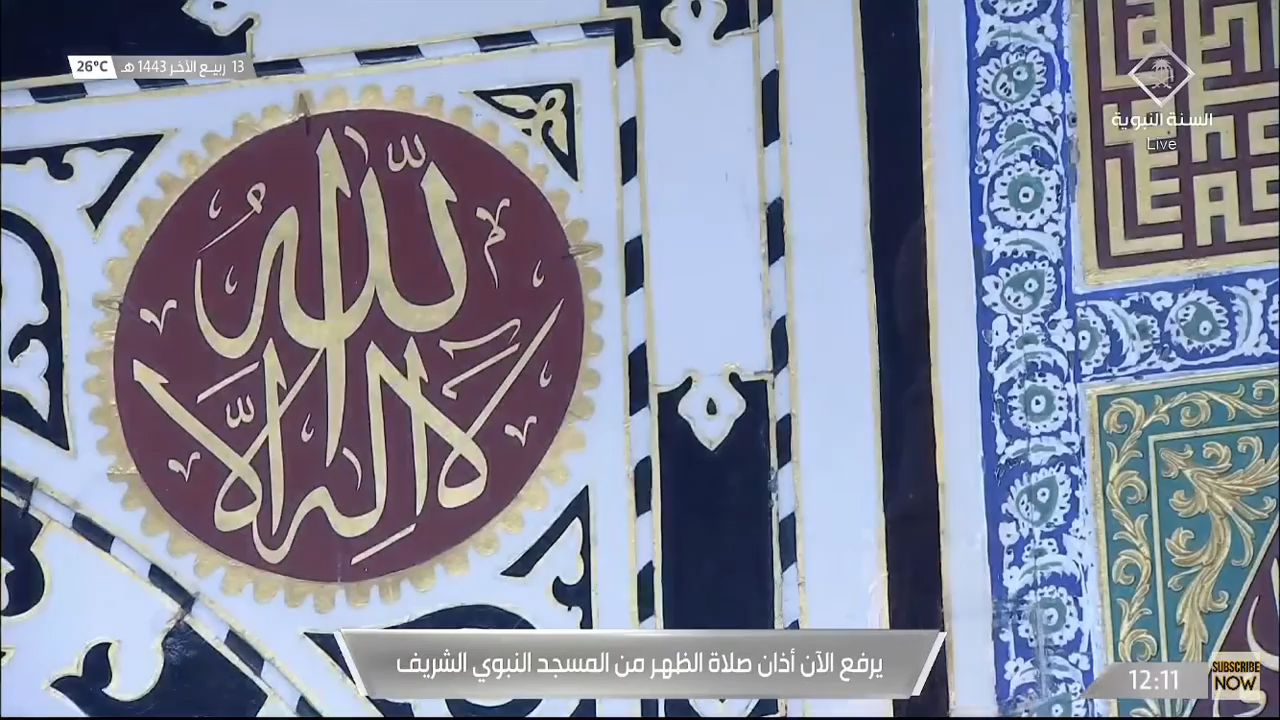 26°C
13 ربيع الآخر 1443 هـ
السنة النبوية
Live
لا إله إلا الله
يرفع الآن أذان صلاة الظهر من المسجد النبوي الشريف
12:11
SUBSCRIBE
NOW